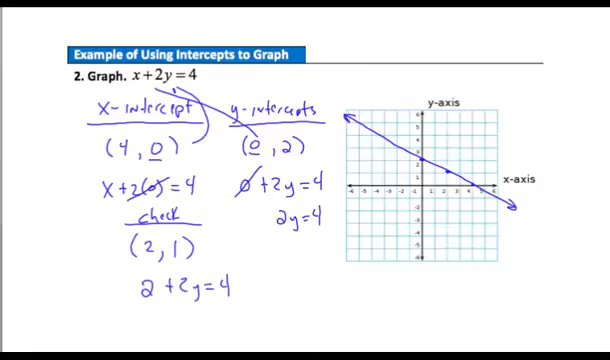 Example of Using Intercepts to Graph
2. Graph. x + 2y = 4
x-intercept
(4, 0)
x + 2(0) = 4
check
(2, 1)
2 + 2y = 4
y-intercepts
(0, 2)
0 + 2y = 4
2y = 4
y-axis
x-axis